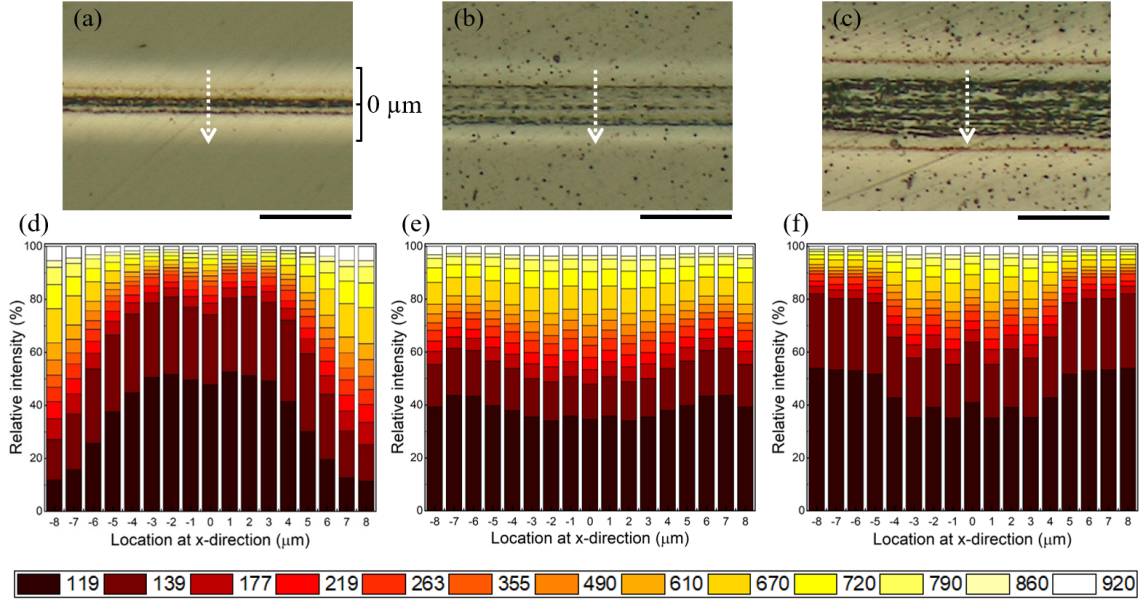 (a)
(b)
(c)
0 μm
(d)
(e)
(f)
Relative intensity (%)
100
80
60
40
20
0
-8 -7 -6 -5 -4 -3 -2 -1 0 1 2 3 4 5 6 7 8
Location at x-direction (μm)
Relative intensity (%)
100
80
60
40
20
0
-8 -7 -6 -5 -4 -3 -2 -1 0 1 2 3 4 5 6 7 8
Location at x-direction (μm)
Relative intensity (%)
100
80
60
40
20
0
-8 -7 -6 -5 -4 -3 -2 -1 0 1 2 3 4 5 6 7 8
Location at x-direction (μm)
119 139 177 219 263 355 490 610 670 720 790 860 920